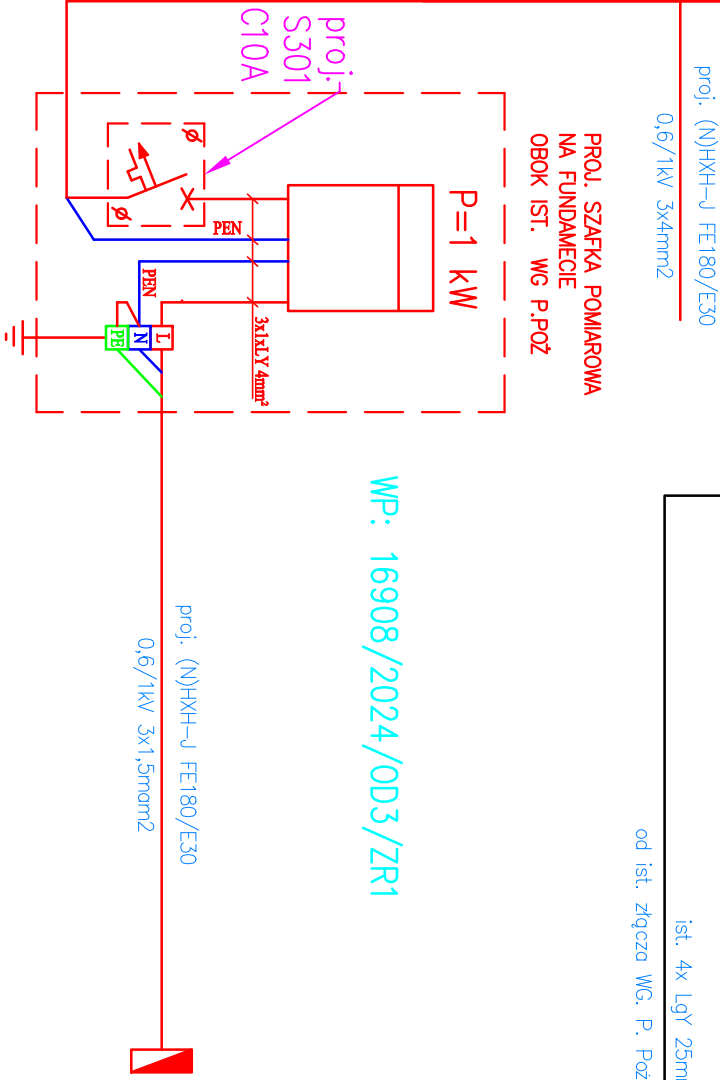 proj. (N)HXH-J FE180/E30
0,6/1kV 3x4mm2
PROJ. SZAFKA POMIAROWA
NA FUNDAMECIE
OBOK IST. WG P.POŻ
P=1 kW
proj.
S301
C10A
PEN
PEN
3x1xLY 4mm²
L
N
PE
WP: 16908/2024/OD3/ZR1
proj. (N)HXH-J FE180/E30
0,6/1kV 3x1,5mam2
ist. 4x LgY 25m
od ist. złącza WG. P. Poż